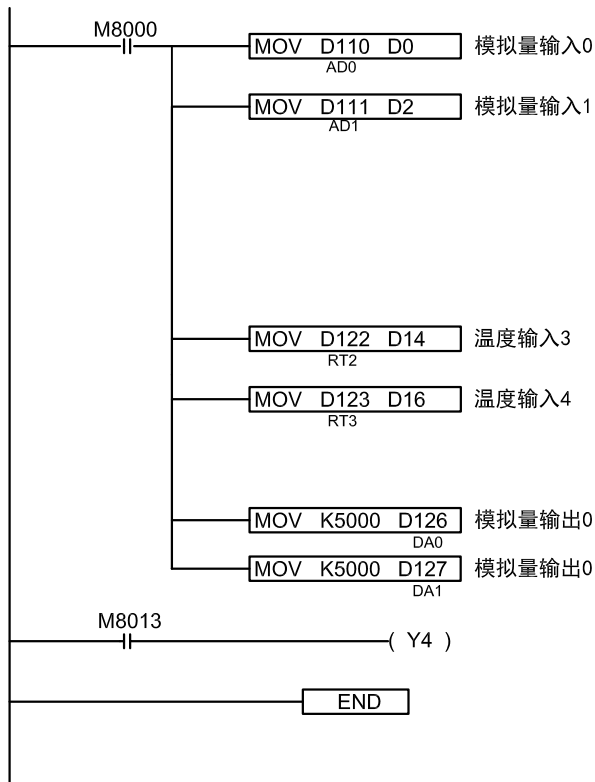 M8000
MOV D110 D0 模拟量输入0
AD0
MOV D111 D2 模拟量输入1
AD1
MOV D122 D14 温度输入3
RT2
MOV D123 D16 温度输入4
RT3
MOV K5000 D126 模拟量输出0
DA0
MOV K5000 D127 模拟量输出0
DA1
M8013
( Y4 )
END